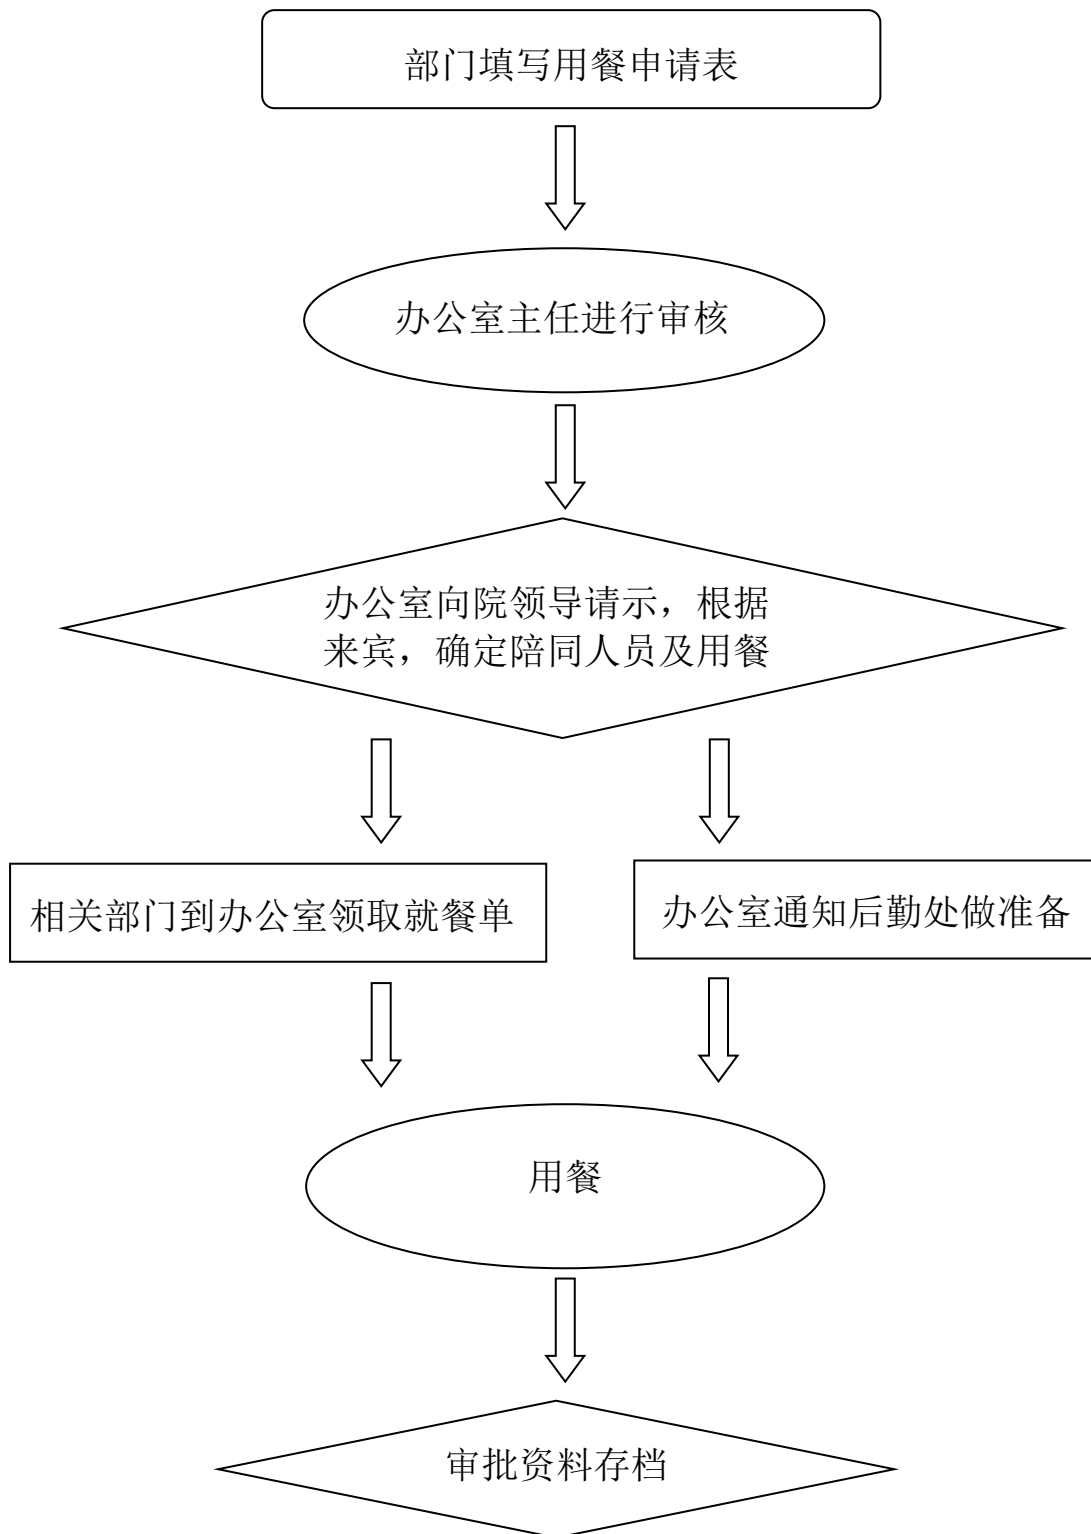 部门填写用餐申请表
办公室主任进行审核
办公室向院领导请示，根据
来宾，确定陪同人员及用餐
相关部门到办公室领取就餐单
办公室通知后勤处做准备
用餐
审批资料存档